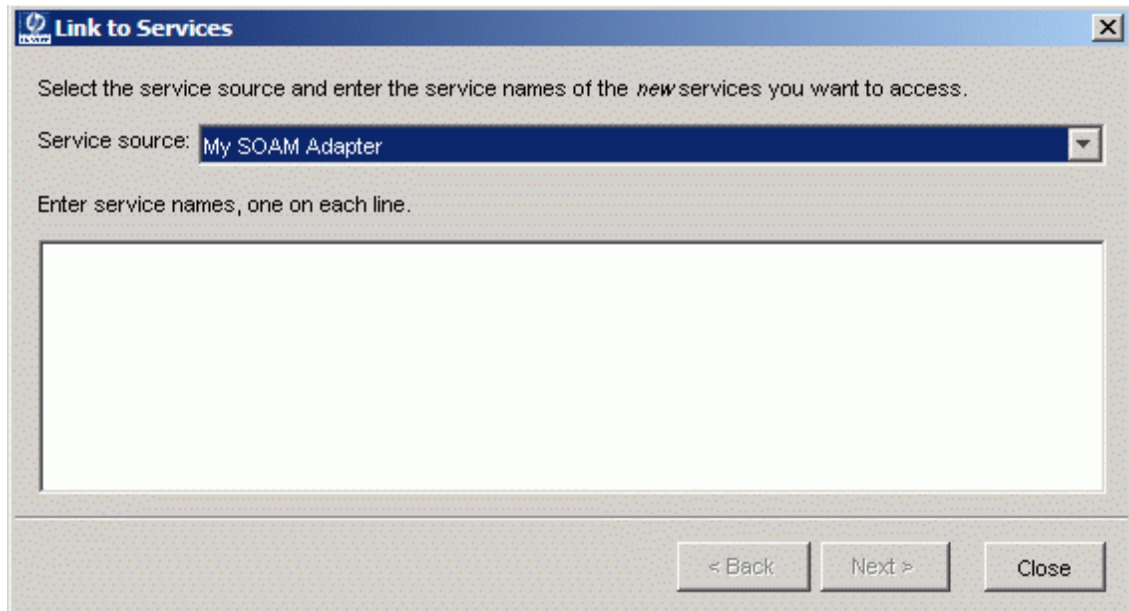 Link to Services
Select the service source and enter the service names of the new services you want to access.
Service source: My SOAM Adapter
Enter service names, one on each line.
< Back Next > Close